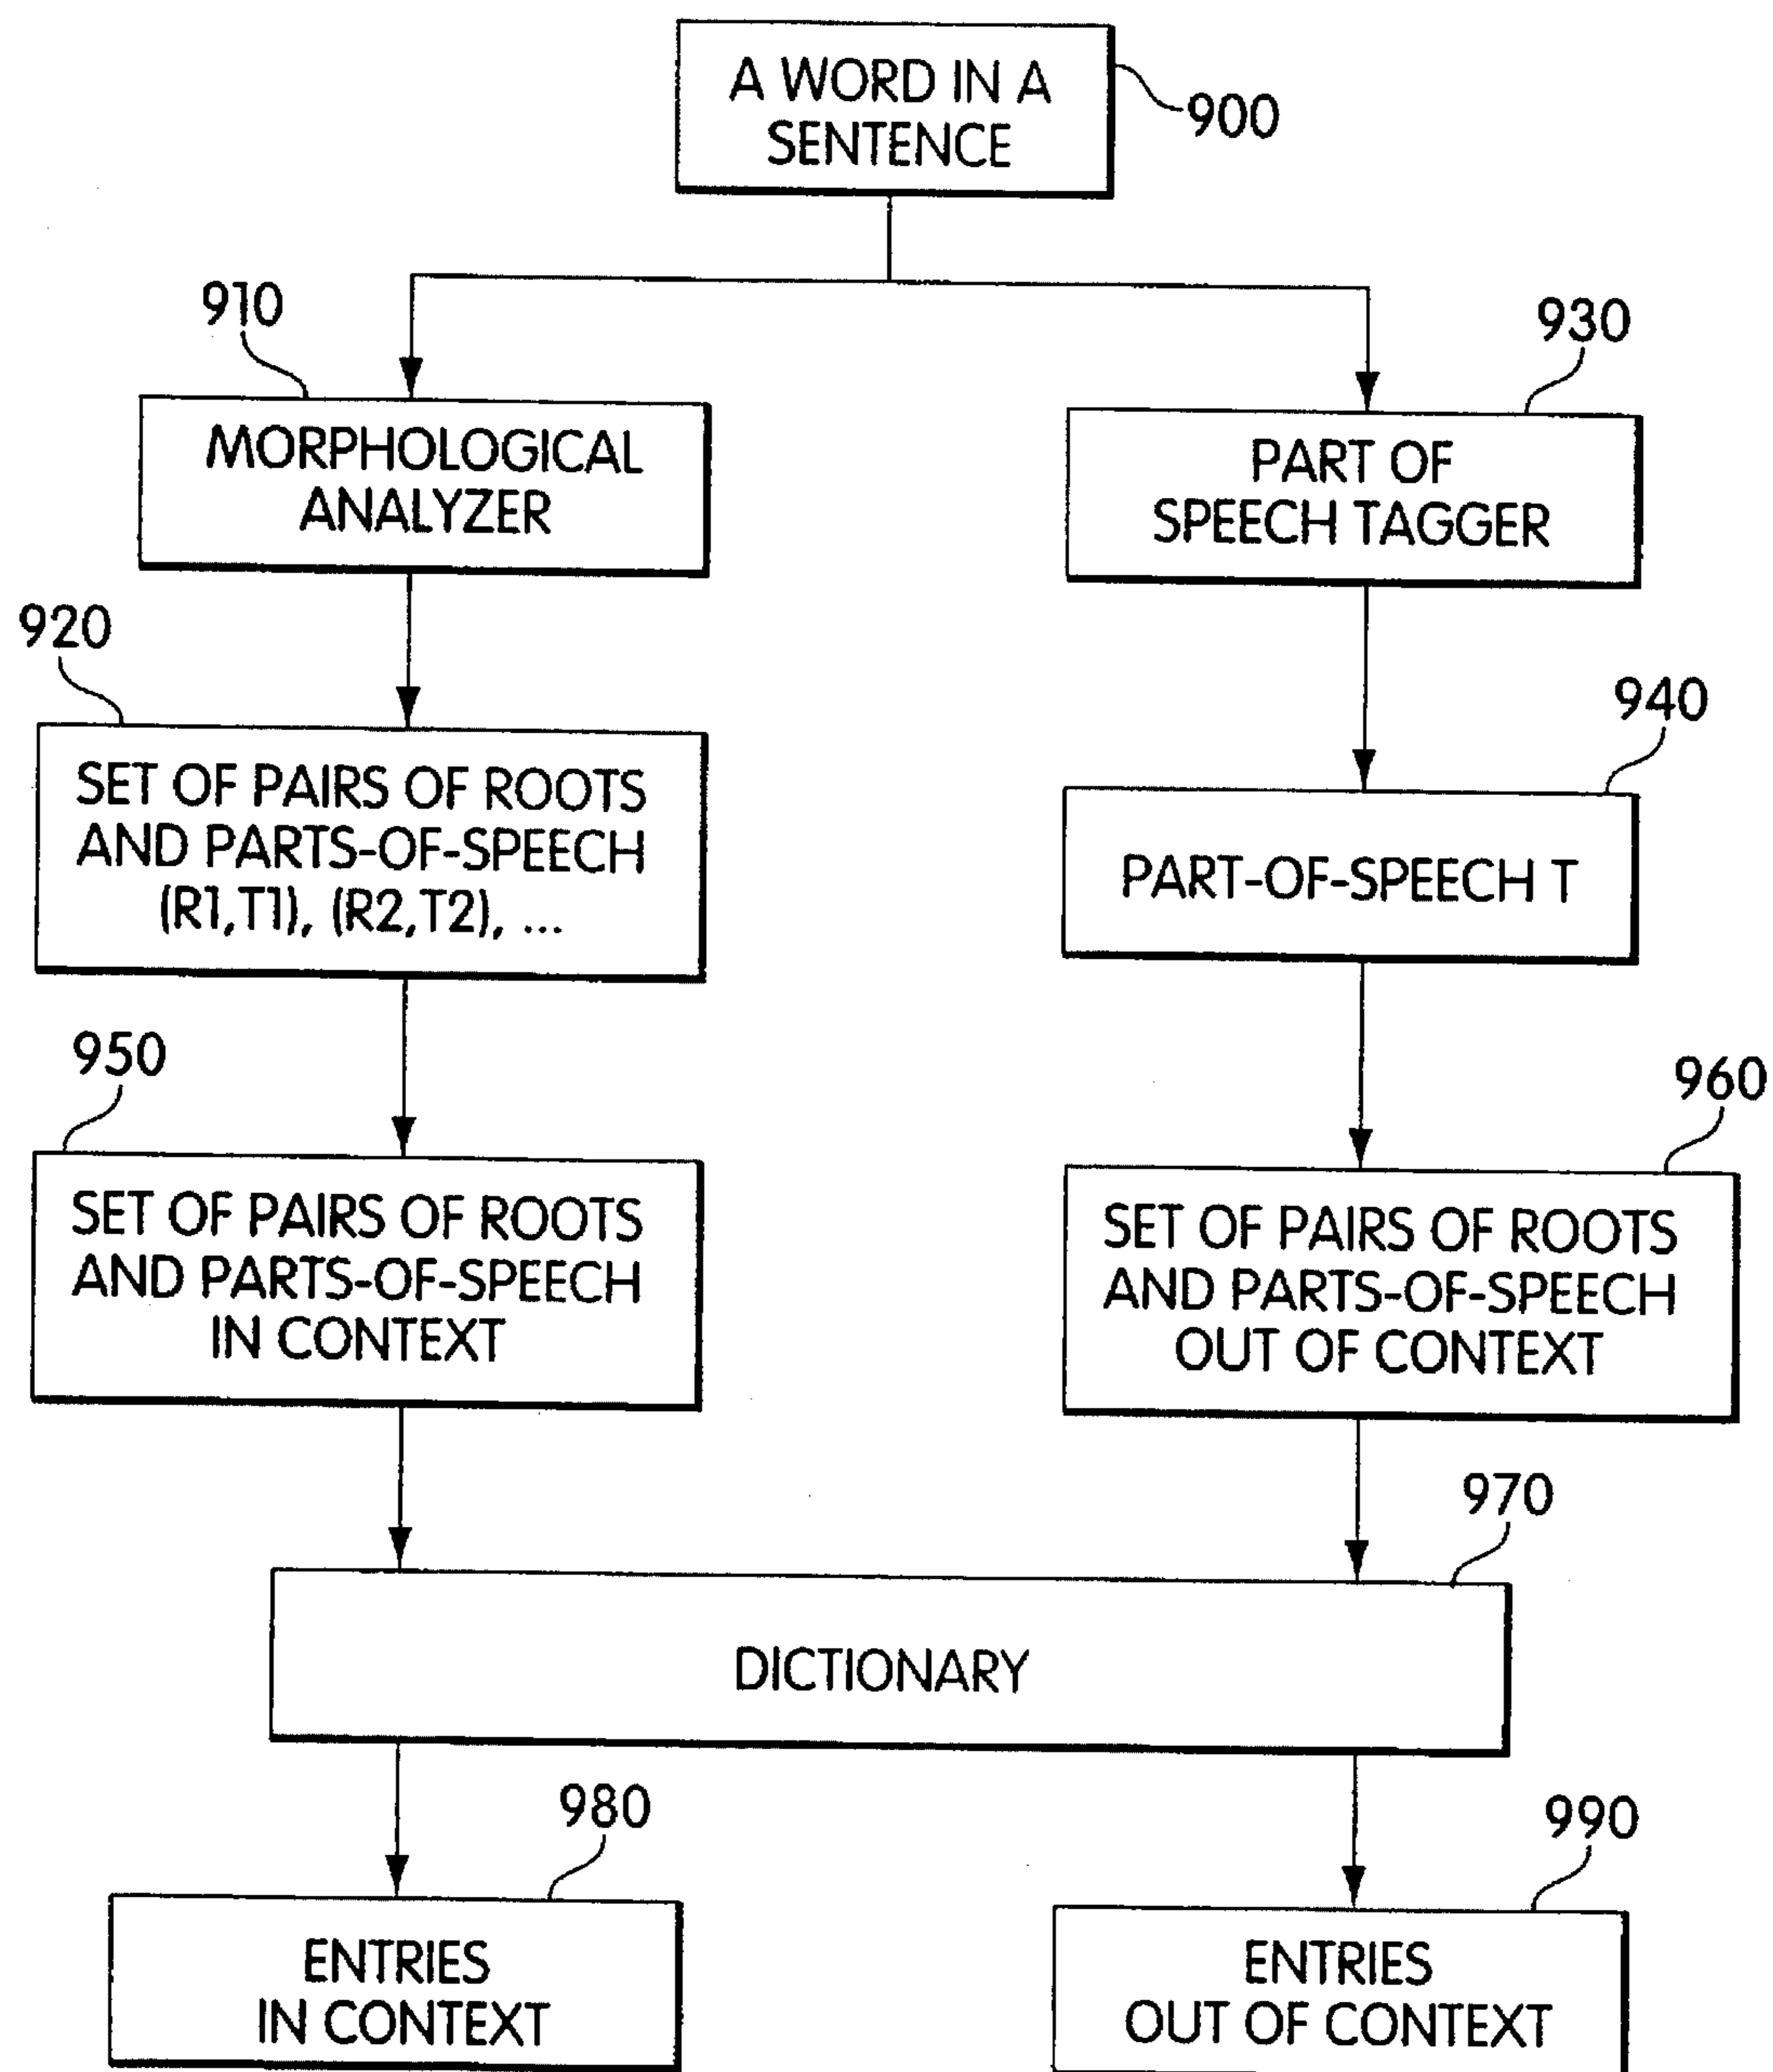 A WORD IN A
SENTENCE
900
910
930
MORPHOLOGICAL
ANALYZER
PART OF
SPEECH TAGGER
920
940
SET OF PAIRS OF ROOTS
AND PARTS-OF-SPEECH
(R1,T1), (R2,T2), ...
PART-OF-SPEECH T
950
960
SET OF PAIRS OF ROOTS
AND PARTS-OF-SPEECH
IN CONTEXT
SET OF PAIRS OF ROOTS
AND PARTS-OF-SPEECH
OUT OF CONTEXT
970
DICTIONARY
980
990
ENTRIES
IN CONTEXT
ENTRIES
OUT OF CONTEXT